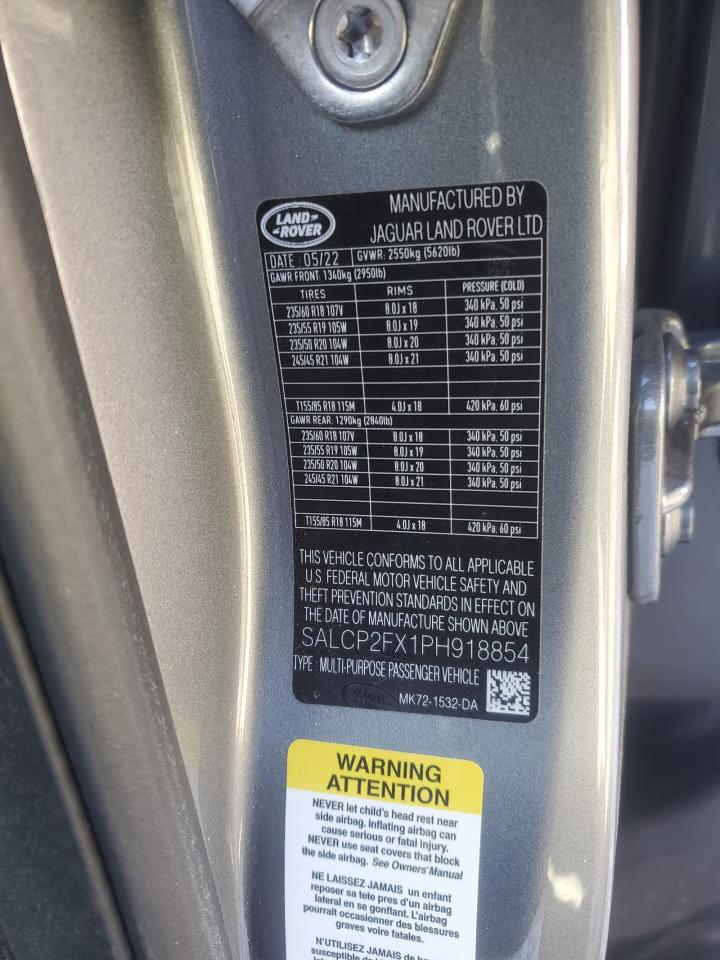 LAND-
ROVER
MANUFACTURED BY
JAGUAR LAND ROVER LTD
DATE : 05/22 GVWR: 2550kg (5620lb)
GAWR FRONT: 1340kg (2950lb)
TIRES RIMS PRESSURE (COLD)
235/60 R18 107V 8.0J x 18 340 kPa, 50 psi
235/55 R19 105W 8.0J x 19 340 kPa, 50 psi
235/50 R20 104W 8.0J x 20 340 kPa, 50 psi
245/45 R21 104W 8.0J x 21 340 kPa, 50 psi
T155/85 R18 115M 4.0J x 18 420 kPa, 60 psi
GAWR REAR: 1290kg (2840lb)
235/60 R18 107V 8.0J x 18 340 kPa, 50 psi
235/55 R19 105W 8.0J x 19 340 kPa, 50 psi
235/50 R20 104W 8.0J x 20 340 kPa, 50 psi
245/45 R21 104W 8.0J x 21 340 kPa, 50 psi
T155/85 R18 115M 4.0J x 18 420 kPa, 60 psi
THIS VEHICLE CONFORMS TO ALL APPLICABLE
U.S. FEDERAL MOTOR VEHICLE SAFETY AND
THEFT PREVENTION STANDARDS IN EFFECT ON
THE DATE OF MANUFACTURE SHOWN ABOVE
SALCP2FX1PH918854
TYPE : MULTI-PURPOSE PASSENGER VEHICLE
MK72-1532-DA
WARNING
ATTENTION
NEVER let child's head rest near
side airbag. inflating airbag can
cause serious or fatal injury.
NEVER use seat covers that block
the side airbag. See Owners' Manual
NE LAISSEZ JAMAIS un enfant
reposer sa tete pres d'un airbag
lateral en se gonflant. L'airbag
pourrait occasionner des blessures
graves voire fatales.
N'UTILISEZ JAMAIS de
susceptible de